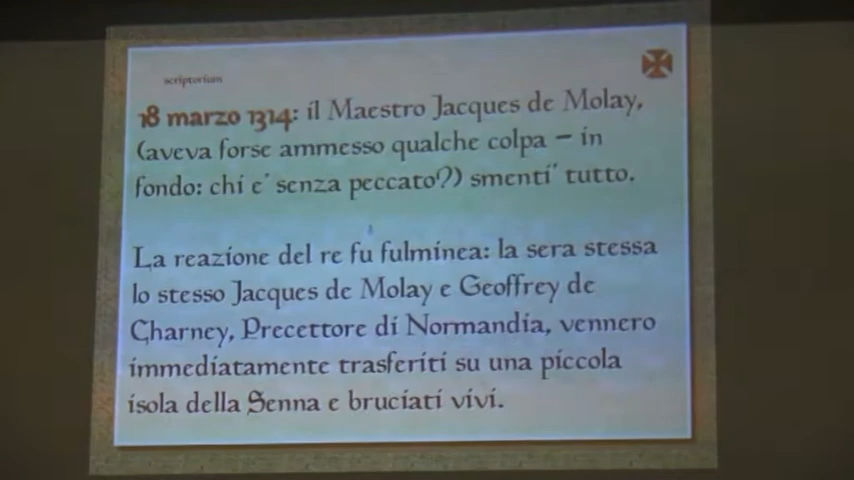 scriptorium
18 marzo 1314: il Maestro Jacques de Molay,
(aveva forse ammesso qualche colpa – in
fondo: chi e' senza peccato?) smenti' tutto.
La reazione del re fu fulminea: la sera stessa
lo stesso Jacques de Molay e Geoffrey de
Charney, Precettore di Normandia, vennero
immediatamente trasferiti su una piccola
isola della Senna e bruciati vivi.